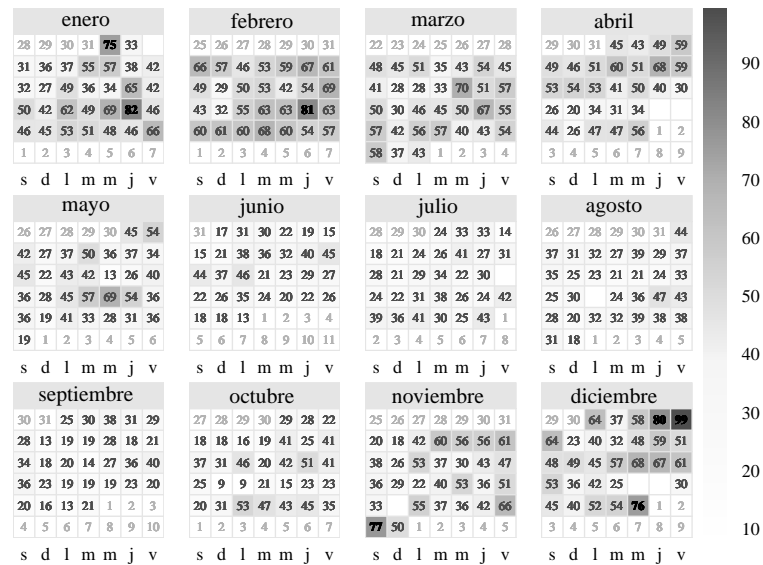 enero febrero marzo abril
28 29 30 31 75 33 25 26 27 28 29 30 31 22 23 24 25 26 27 28 29 30 31 45 43 49 59
31 36 37 55 57 38 42 66 57 46 53 59 67 61 48 45 51 35 43 54 45 49 46 51 60 51 68 59
32 27 49 36 34 65 42 49 29 50 53 42 54 69 41 28 28 33 70 51 57 53 54 53 41 50 40 30
50 42 62 49 69 82 46 43 32 55 63 63 81 63 50 30 46 45 50 67 55 20 26 34 31 34
46 45 53 51 48 46 66 60 61 60 68 60 54 57 57 42 56 57 40 43 54 44 26 47 47 56 1 2
1 2 3 4 5 6 7 1 2 3 4 5 6 7 58 37 43 1 2 3 4 3 4 5 6 7 8 9
s d l m m j v s d l m m j v s d l m m j v s d l m m j v
mayo junio julio agosto
26 27 28 29 30 45 54 31 17 31 30 22 19 15 28 29 30 24 33 33 14 26 27 28 29 30 31 44
42 27 37 50 36 37 34 15 21 38 36 32 40 45 18 21 24 26 41 27 31 37 31 32 27 39 29 37
45 22 43 42 13 26 40 44 37 46 21 23 29 27 28 21 29 34 22 30 35 25 23 21 21 24 33
36 28 45 57 69 54 36 22 26 35 24 20 22 26 24 22 31 38 26 24 42 25 30 24 36 47 43
36 19 41 33 28 31 36 18 18 13 1 2 3 4 39 36 41 30 25 43 1 28 20 32 32 39 38 38
19 1 2 3 4 5 6 5 6 7 8 9 10 11 2 3 4 5 6 7 8 31 18 1 2 3 4 5
s d l m m j v s d l m m j v s d l m m j v s d l m m j v
septiembre octubre noviembre diciembre
30 31 25 30 38 31 29 27 28 29 30 29 28 22 25 26 27 28 29 30 31 29 30 64 37 58 80 99
28 13 19 19 28 18 21 18 18 16 19 41 25 41 20 18 42 60 56 56 61 64 23 40 32 48 59 51
34 18 20 14 27 36 40 37 31 46 20 42 51 41 38 26 53 37 30 43 47 48 49 45 57 68 67 61
36 23 19 19 19 23 20 25 9 9 21 15 23 23 36 29 22 40 53 36 51 53 36 42 25 30
20 16 13 21 1 2 3 20 31 53 47 43 45 35 33 55 37 36 42 66 45 40 52 54 76 1 2
4 5 6 7 8 9 10 1 2 3 4 5 6 7 77 50 1 2 3 4 5 3 4 5 6 7 8 9
s d l m m j v s d l m m j v s d l m m j v s d l m m j v
90
80
70
60
50
40
30
20
10